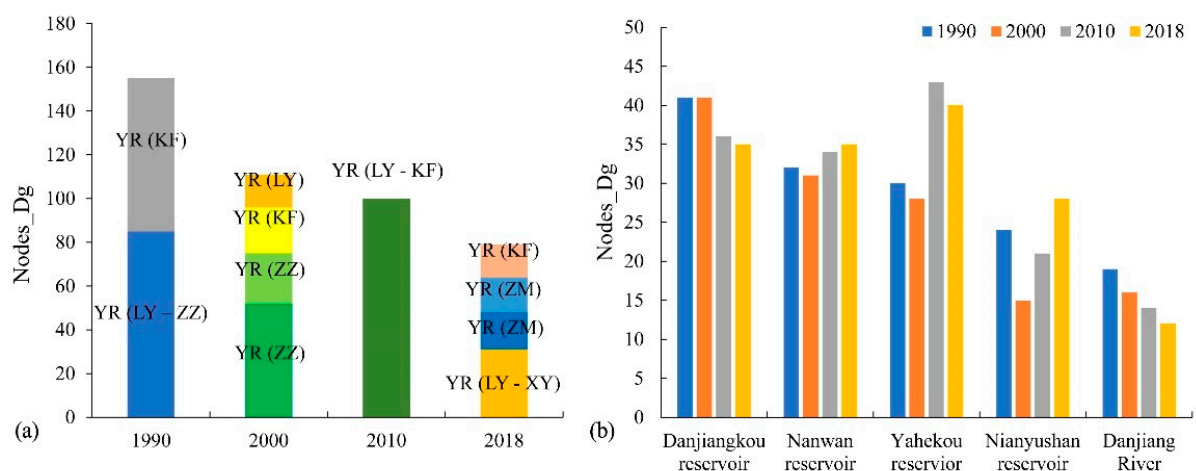 180
160
140
120
100
80
60
40
20
0
Nodes_Dg
YR (KF)
YR (LY – ZZ)
YR (LY)
YR (KF)
YR (ZZ)
YR (ZZ)
YR (LY - KF)
YR (KF)
YR (ZM)
YR (ZM)
YR (LY - XY)
1990
2000
2010
2018
(a)
50
45
40
35
30
25
20
15
10
5
0
Nodes_Dg
1990
2000
2010
2018
Danjiangkou
reservoir
Nanwan
reservoir
Yahekou
reservior
Nianyushan
reservoir
Danjiang
River
(b)